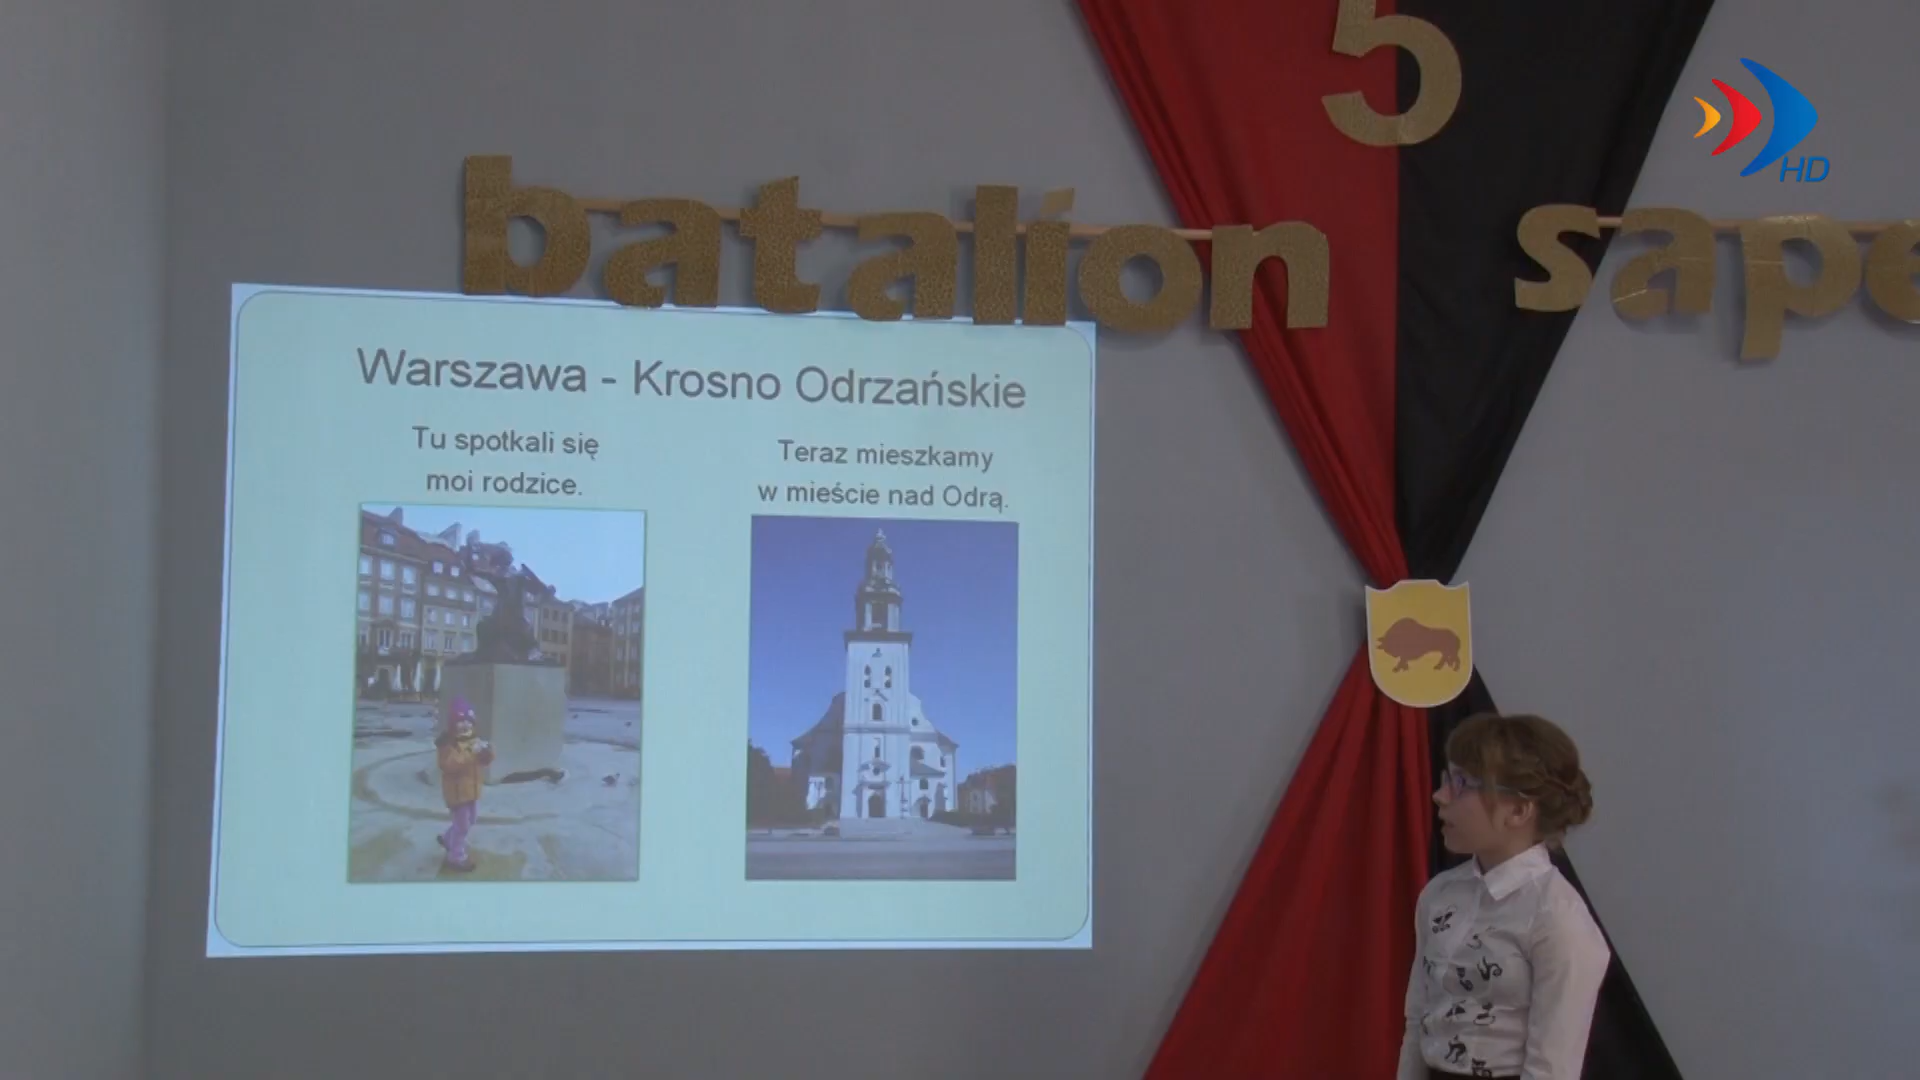 5
HD
batalion sape
Warszawa - Krosno Odrzańskie
Tu spotkali się
moi rodzice.
Teraz mieszkamy
w mieście nad Odrą.